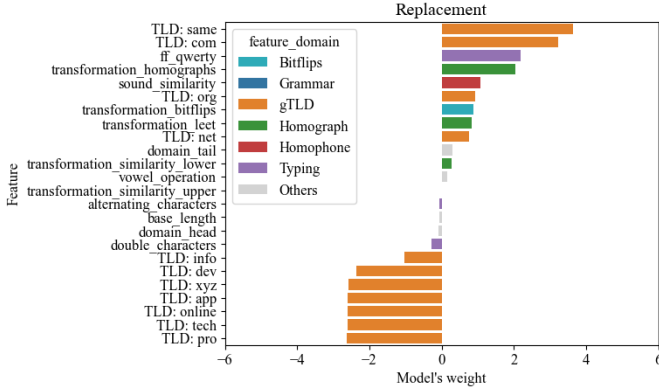 Replacement
TLD: same
TLD: com
ff_qwerty
transformation_homographs
sound_similarity
TLD: org
transformation_bitflips
transformation_leet
TLD: net
domain_tail
transformation_similarity_lower
vowel_operation
transformation_similarity_upper
alternating_characters
base_length
domain_head
double_characters
TLD: info
TLD: dev
TLD: xyz
TLD: app
TLD: online
TLD: tech
TLD: pro
Feature
feature_domain
Bitflips
Grammar
gTLD
Homograph
Homophone
Typing
Others
−6 −4 −2 0 2 4 6
Model's weight